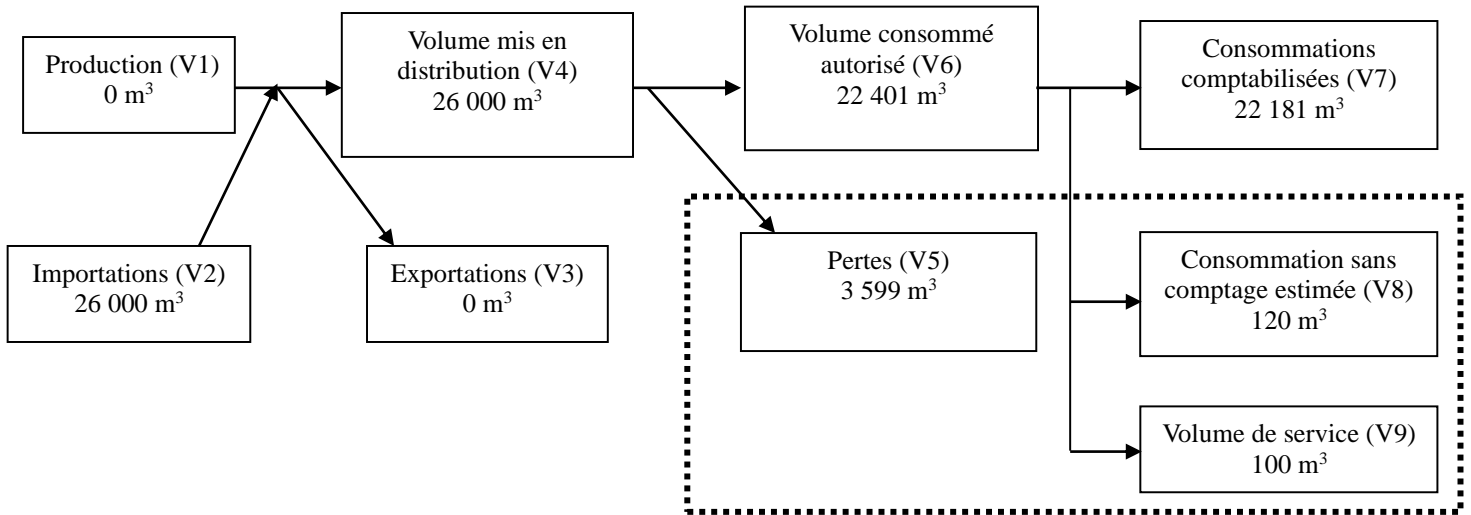 Production (V1)
0 m³
Volume mis en
distribution (V4)
26 000 m³
Volume consommé
autorisé (V6)
22 401 m³
Consommations
comptabilisées (V7)
22 181 m³
Importations (V2)
26 000 m³
Exportations (V3)
0 m³
Pertes (V5)
3 599 m³
Consommation sans
comptage estimée (V8)
120 m³
Volume de service (V9)
100 m³